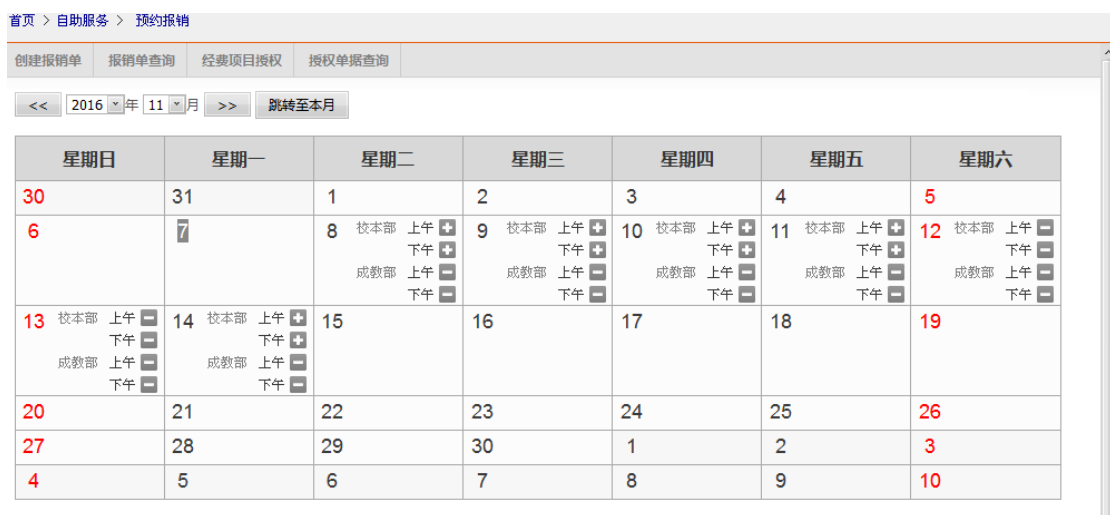 首页 > 自助服务 > 预约报销
创建报销单 报销单查询 经费项目授权 授权单据查询
<< 2016 年 11 月 >> 跳转至本月
星期日 星期一 星期二 星期三 星期四 星期五 星期六
30 31 1 2 3 4 5
6 7 8 校本部 上午 + 9 校本部 上午 + 10 校本部 上午 + 11 校本部 上午 + 12 校本部 上午 -
下午 + 下午 + 下午 + 下午 + 下午 -
成教部 上午 - 成教部 上午 - 成教部 上午 - 成教部 上午 - 成教部 上午 -
下午 - 下午 - 下午 - 下午 - 下午 -
13 校本部 上午 - 14 校本部 上午 + 15 16 17 18 19
下午 - 下午 +
成教部 上午 - 成教部 上午 -
下午 - 下午 -
20 21 22 23 24 25 26
27 28 29 30 1 2 3
4 5 6 7 8 9 10